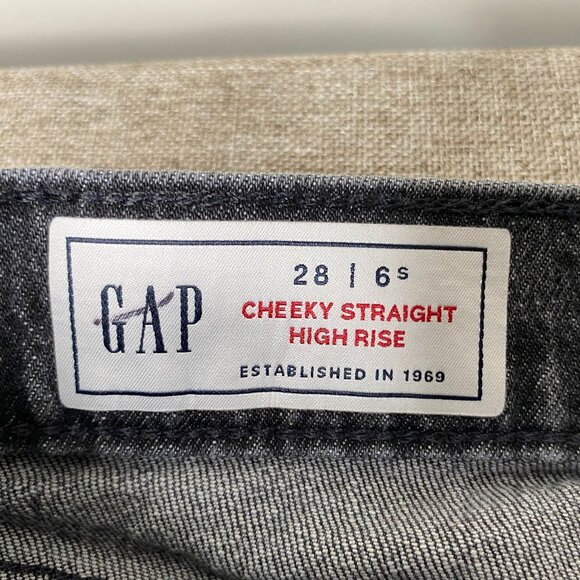 GAP
28 | 6S
CHEEKY STRAIGHT
HIGH RISE
ESTABLISHED IN 1969